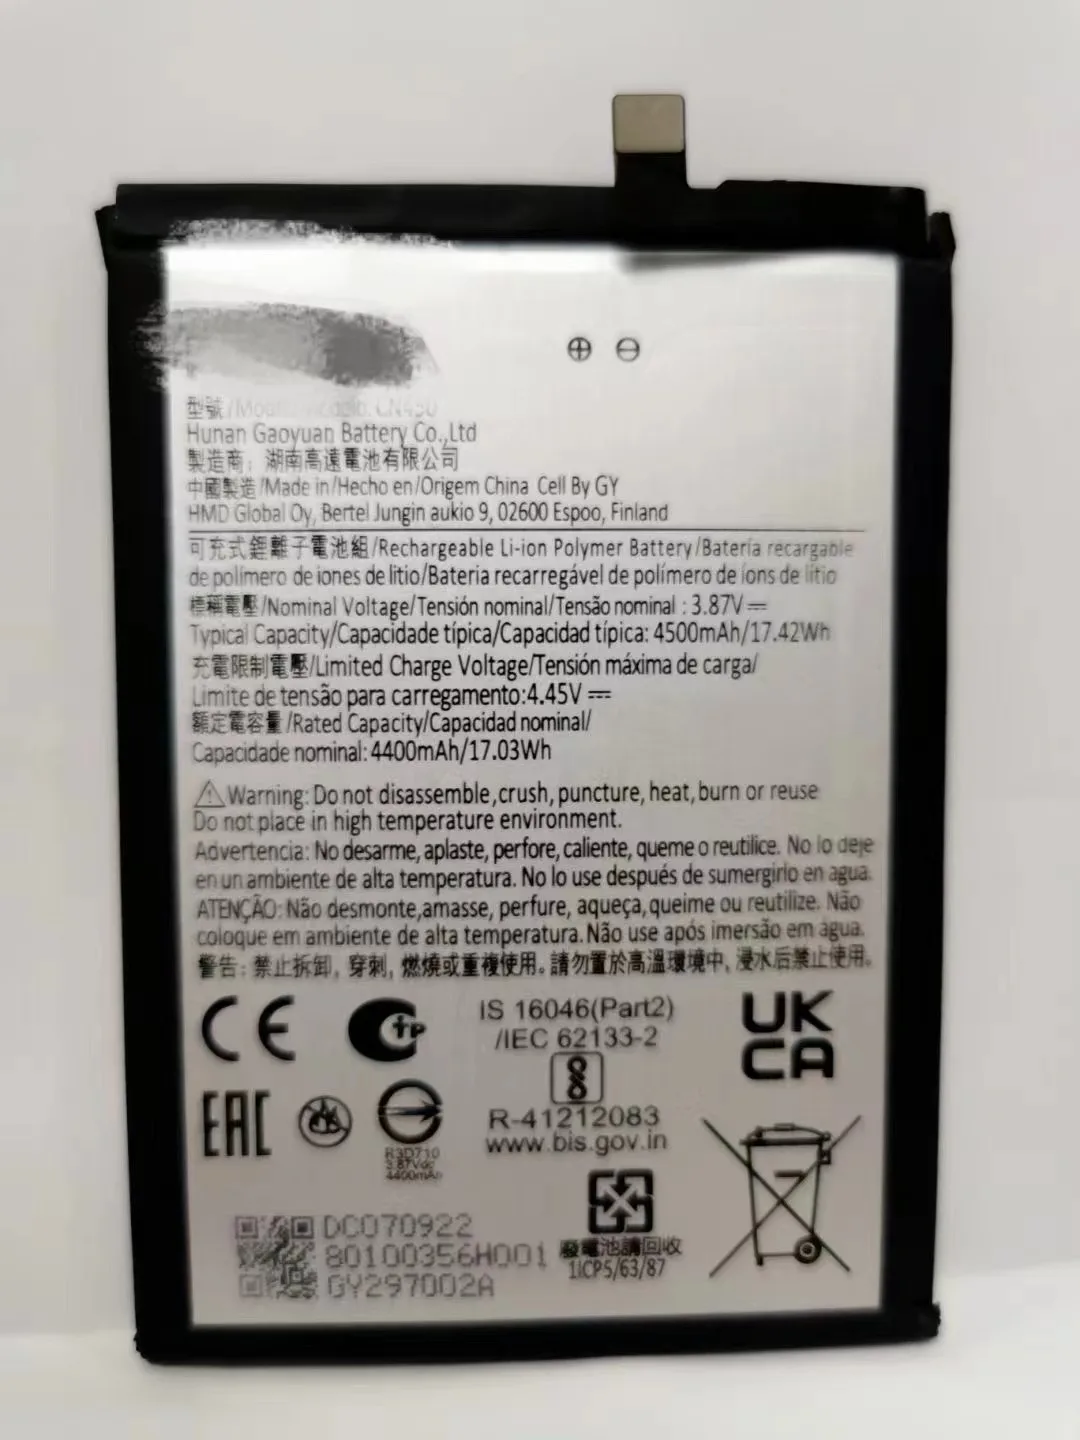 ⊕ ⊖
型號/Mod
Hunan Gaoyuan Battery Co.,Ltd
製造商：湖南高遠電池有限公司
中國製造/Made in/Hecho en/Origem China Cell By GY
HMD Global Oy, Bertel Jungin aukio 9, 02600 Espoo, Finland
可充式鋰離子電池組/Rechargeable Li-ion Polymer Battery/Batería recargable
de polímero de iones de litio/Bateria recarregável de polímero de íons de lítio
標稱電壓/Nominal Voltage/Tensión nominal/Tensão nominal : 3.87V⎓
Typical Capacity/Capacidade típica/Capacidad típica: 4500mAh/17.42Wh
充電限制電壓/Limited Charge Voltage/Tensión máxima de carga/
Limite de tensão para carregamento:4.45V ⎓
額定電容量/Rated Capacity/Capacidad nominal/
Capacidade nominal: 4400mAh/17.03Wh
⚠Warning: Do not disassemble,crush, puncture, heat, burn or reuse
Do not place in high temperature environment.
Advertencia: No desarme, aplaste, perfore, caliente, queme o reutilice. No lo deje
en un ambiente de alta temperatura. No lo use después de sumergirlo en agua.
ATENÇÃO: Não desmonte,amasse, perfure, aqueça, queime ou reutilize. Não
coloque em ambiente de alta temperatura. Não use após imersão em água.
警告: 禁止拆卸, 穿刺, 燃燒或重複使用。請勿置於高溫環境中, 浸水后禁止使用。
CE
IS 16046(Part2)
/IEC 62133-2
R-41212083
www.bis.gov.in
UK
CA
EAC
R3D710
3.87Vdc
4400mAh
DC070922
80100356H001
GY297002A
廢電池請回收
1ICP5/63/87